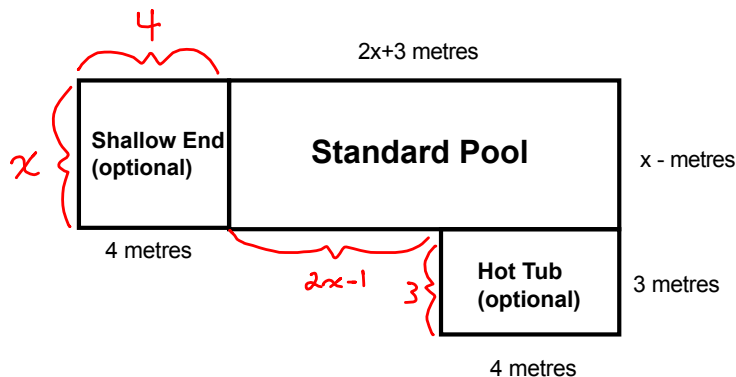 4
2x+3 metres
Shallow End
(optional)
Standard Pool
x
x - metres
4 metres
2x-1
3
Hot Tub
(optional)
3 metres
4 metres